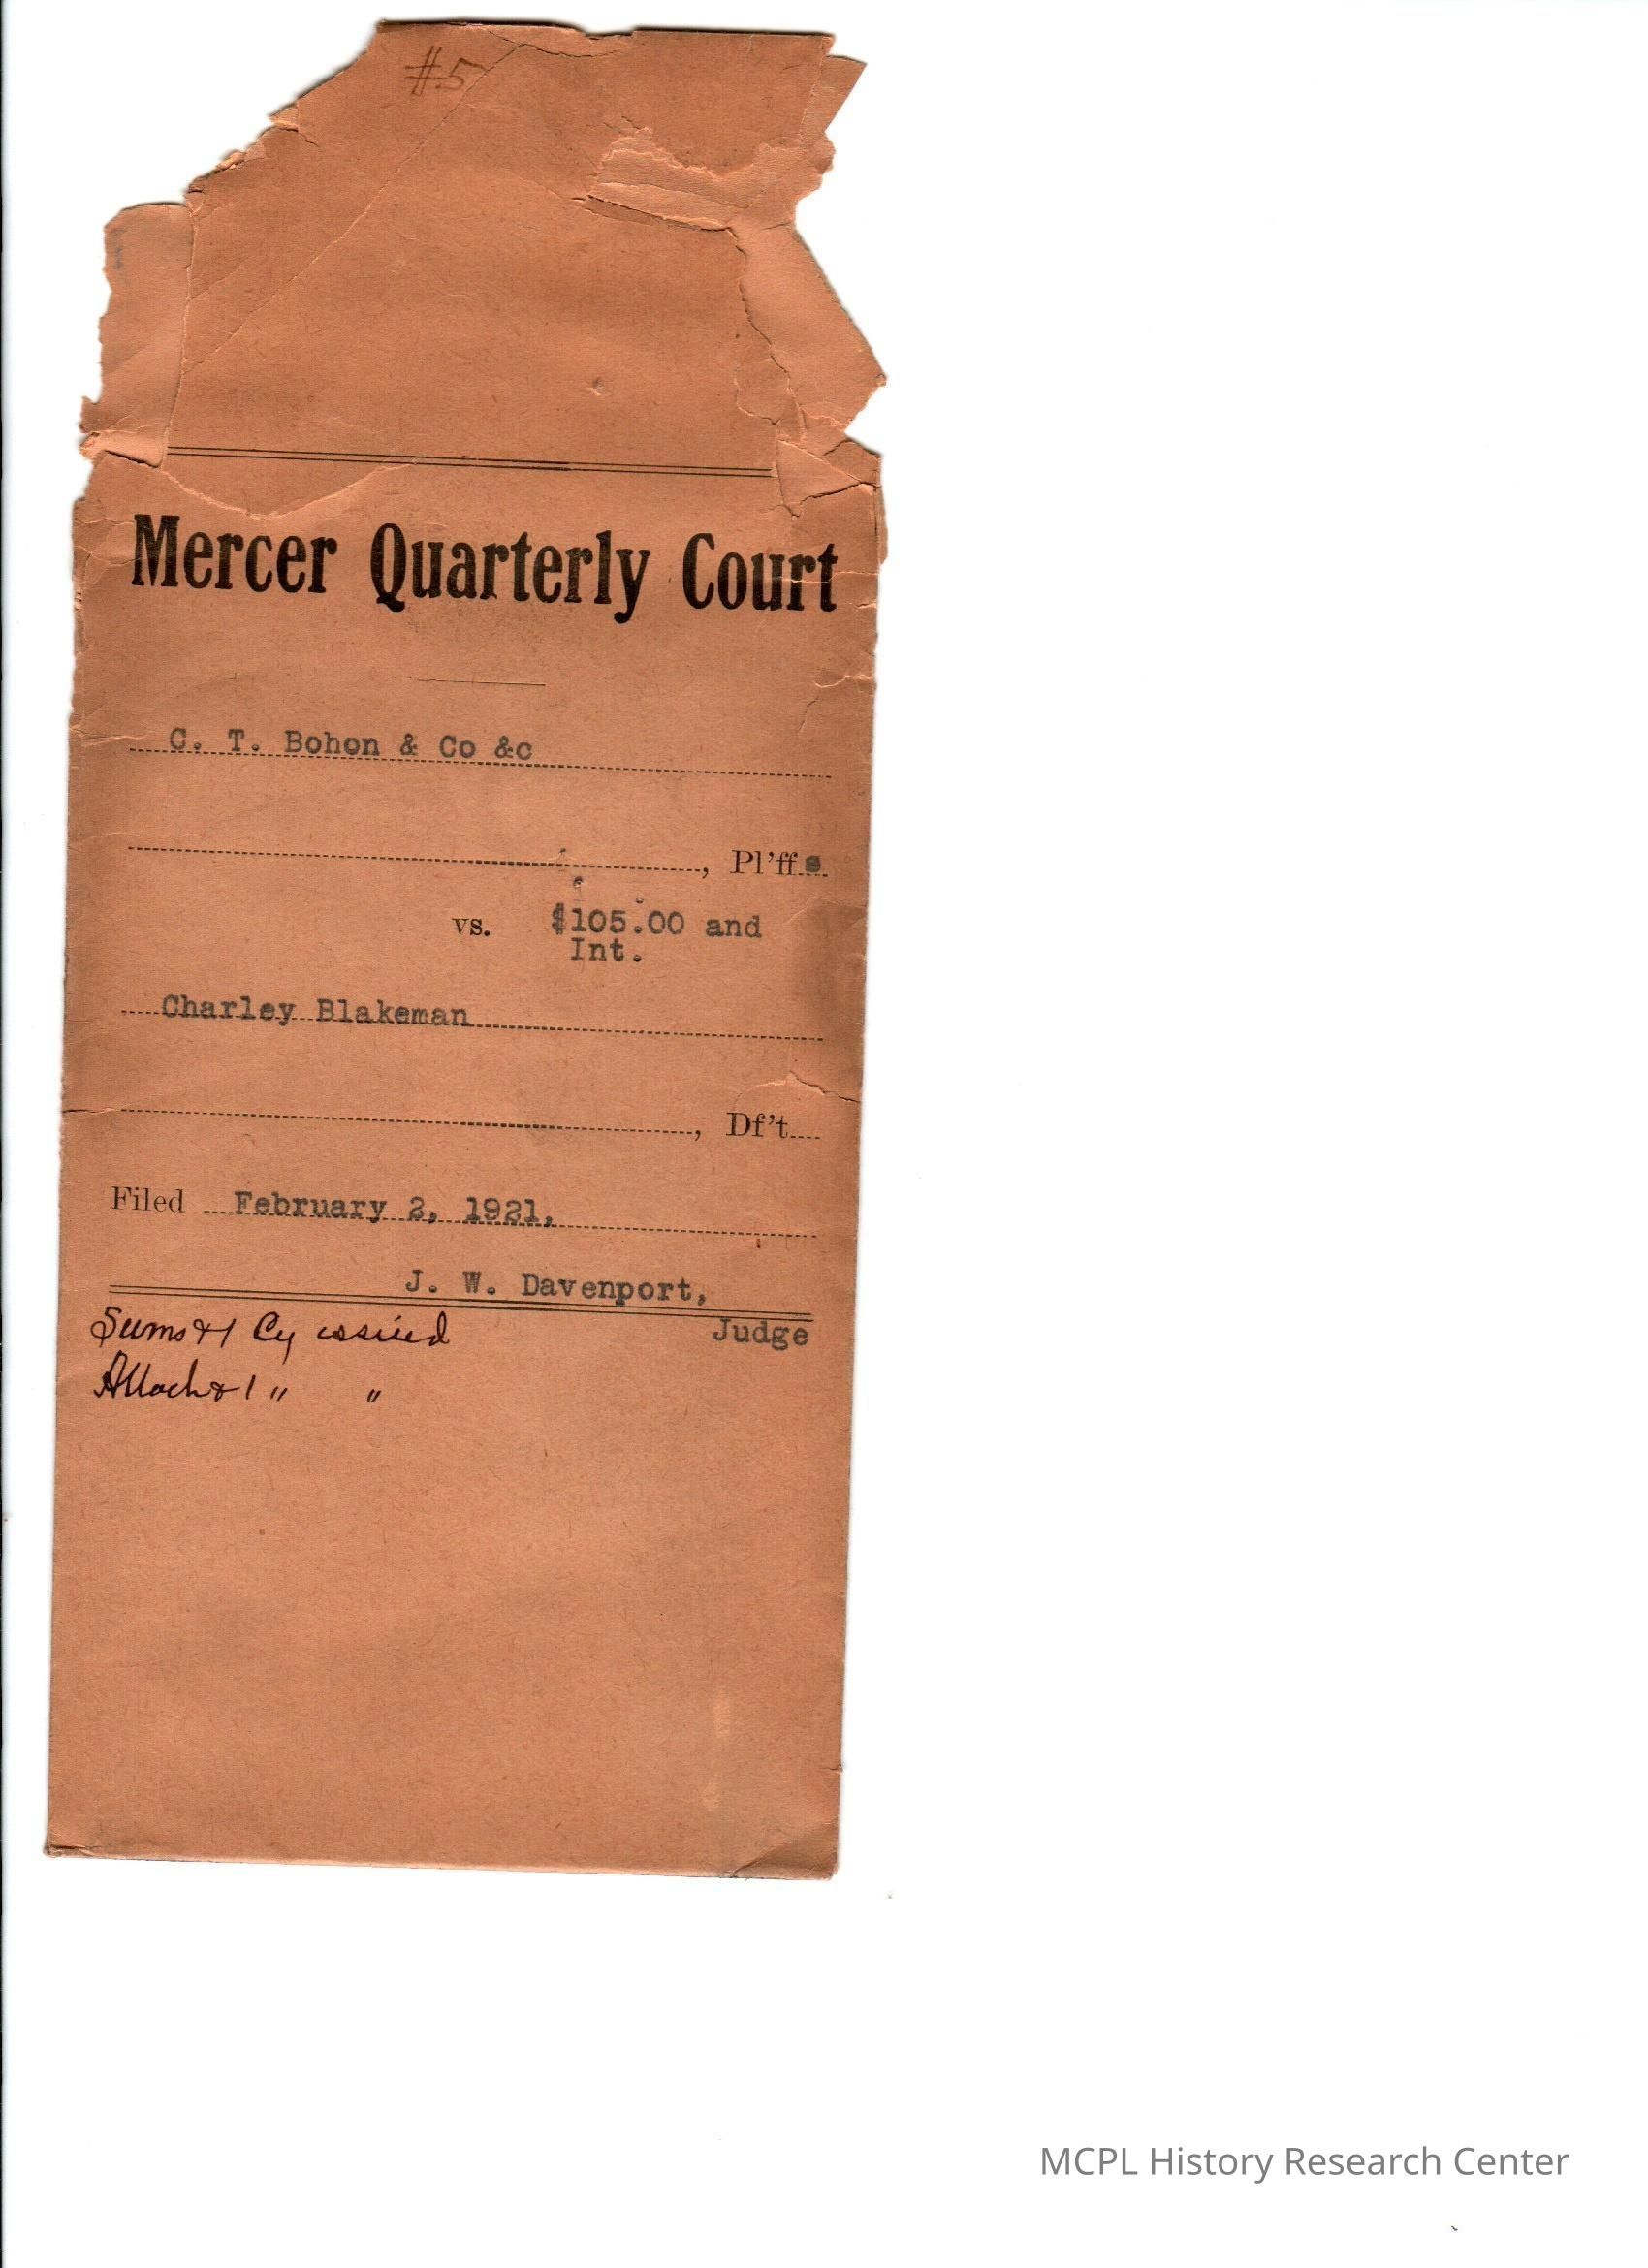 #5
Mercer Quarterly Court
C. T. Bohon & Co &c
, Pl'ffs
vs. $105.00 and
Int.
Charley Blakeman
, Df't
Filed February 2, 1921,
J. W. Davenport,
Judge
Sums & 1 Cy issued
Attach & 1 " "
MCPL History Research Center